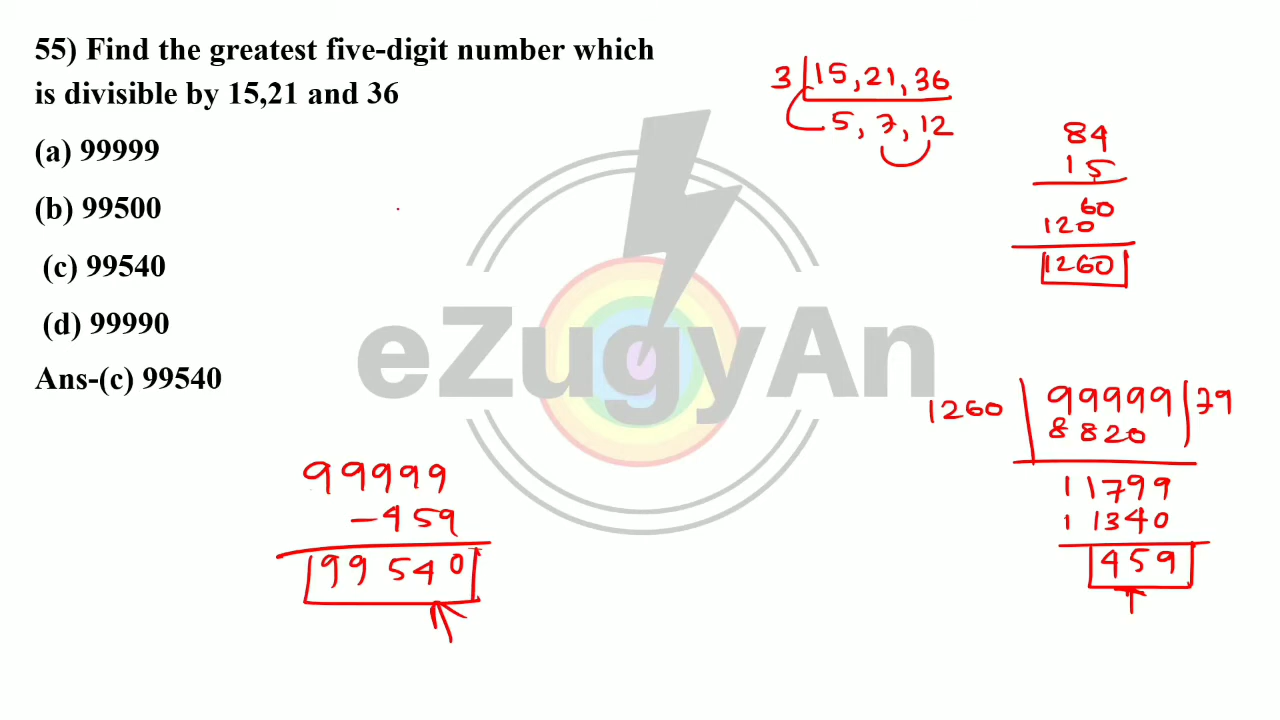 55) Find the greatest five-digit number which
is divisible by 15,21 and 36
(a) 99999
(b) 99500
(c) 99540
(d) 99990
Ans-(c) 99540
3 15, 21, 36
5, 7, 12
84
15
60
120
1260
eZugyAn
1260 99999 79
8820
11799
11340
459
99999
-459
99540